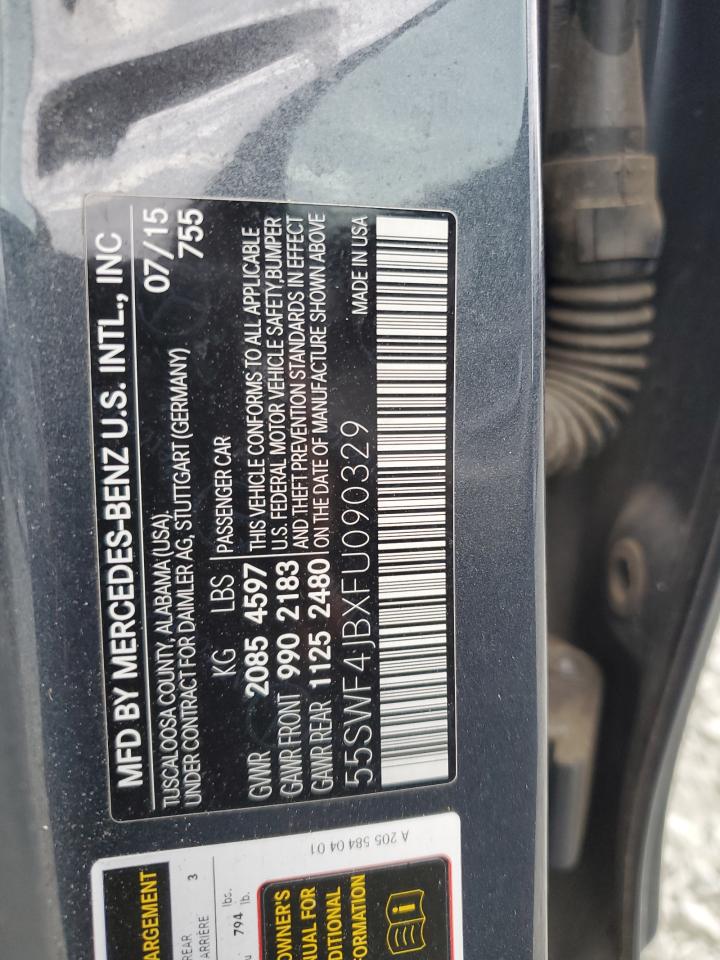 MFD BY MERCEDES-BENZ U.S. INTL., INC
TUSCALOOSA COUNTY, ALABAMA (USA), 07/15
UNDER CONTRACT FOR DAIMLER AG, STUTTGART (GERMANY) 755
KG LBS PASSENGER CAR
GVWR 2085 4597 THIS VEHICLE CONFORMS TO ALL APPLICABLE
U.S. FEDERAL MOTOR VEHICLE SAFETY,BUMPER
GAWR FRONT 990 2183 AND THEFT PREVENTION STANDARDS IN EFFECT
GAWR REAR 1125 2480 ON THE DATE OF MANUFACTURE SHOWN ABOVE
55SWF4JBXFU090329 MADE IN USA
ARGEMENT
REAR
ARRIÈRE 3
794 lbs.
lb.
OWNER'S
NUAL FOR
DITIONAL
FORMATION
A 205 584 04 01